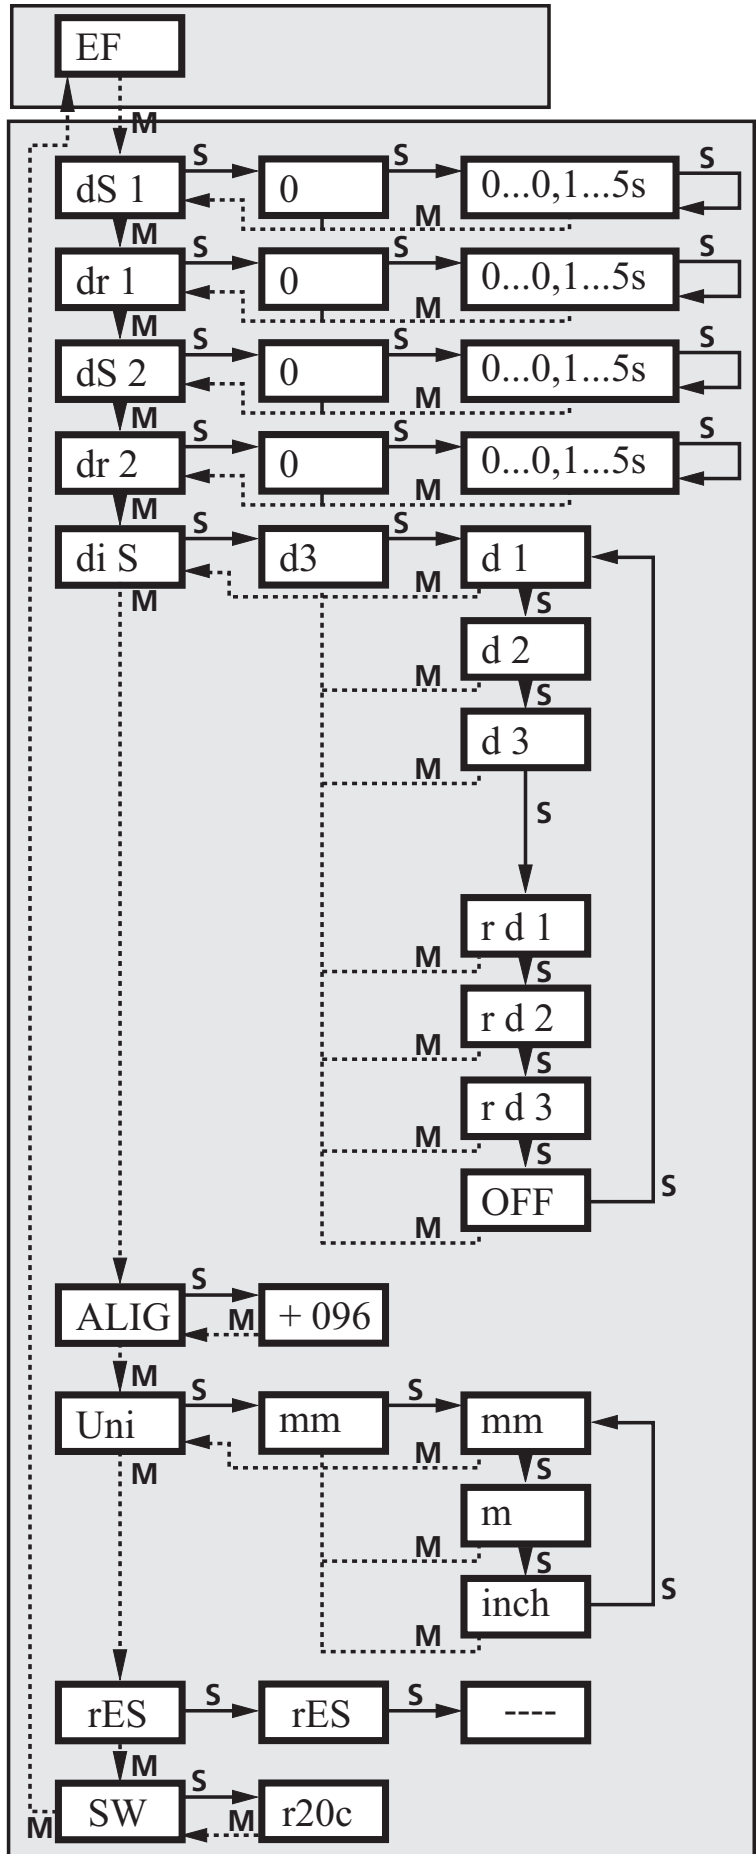 EF
M
S S S
dS 1 0 0...0,1...5s
M
M
S S S
dr 1 0 0...0,1...5s
M
M
S S S
dS 2 0 0...0,1...5s
M
M
S S S
dr 2 0 0...0,1...5s
M
M
S S
di S d3 d 1
M
M S
d 2
M S
d 3
M
S
r d 1
M S
r d 2
M S
r d 3
M S
OFF S
M
S
ALIG M + 096
M
S S
Uni mm mm
M
M S
m
M S
inch S
M
S S
rES rES ----
M
S
SW M r20c
M